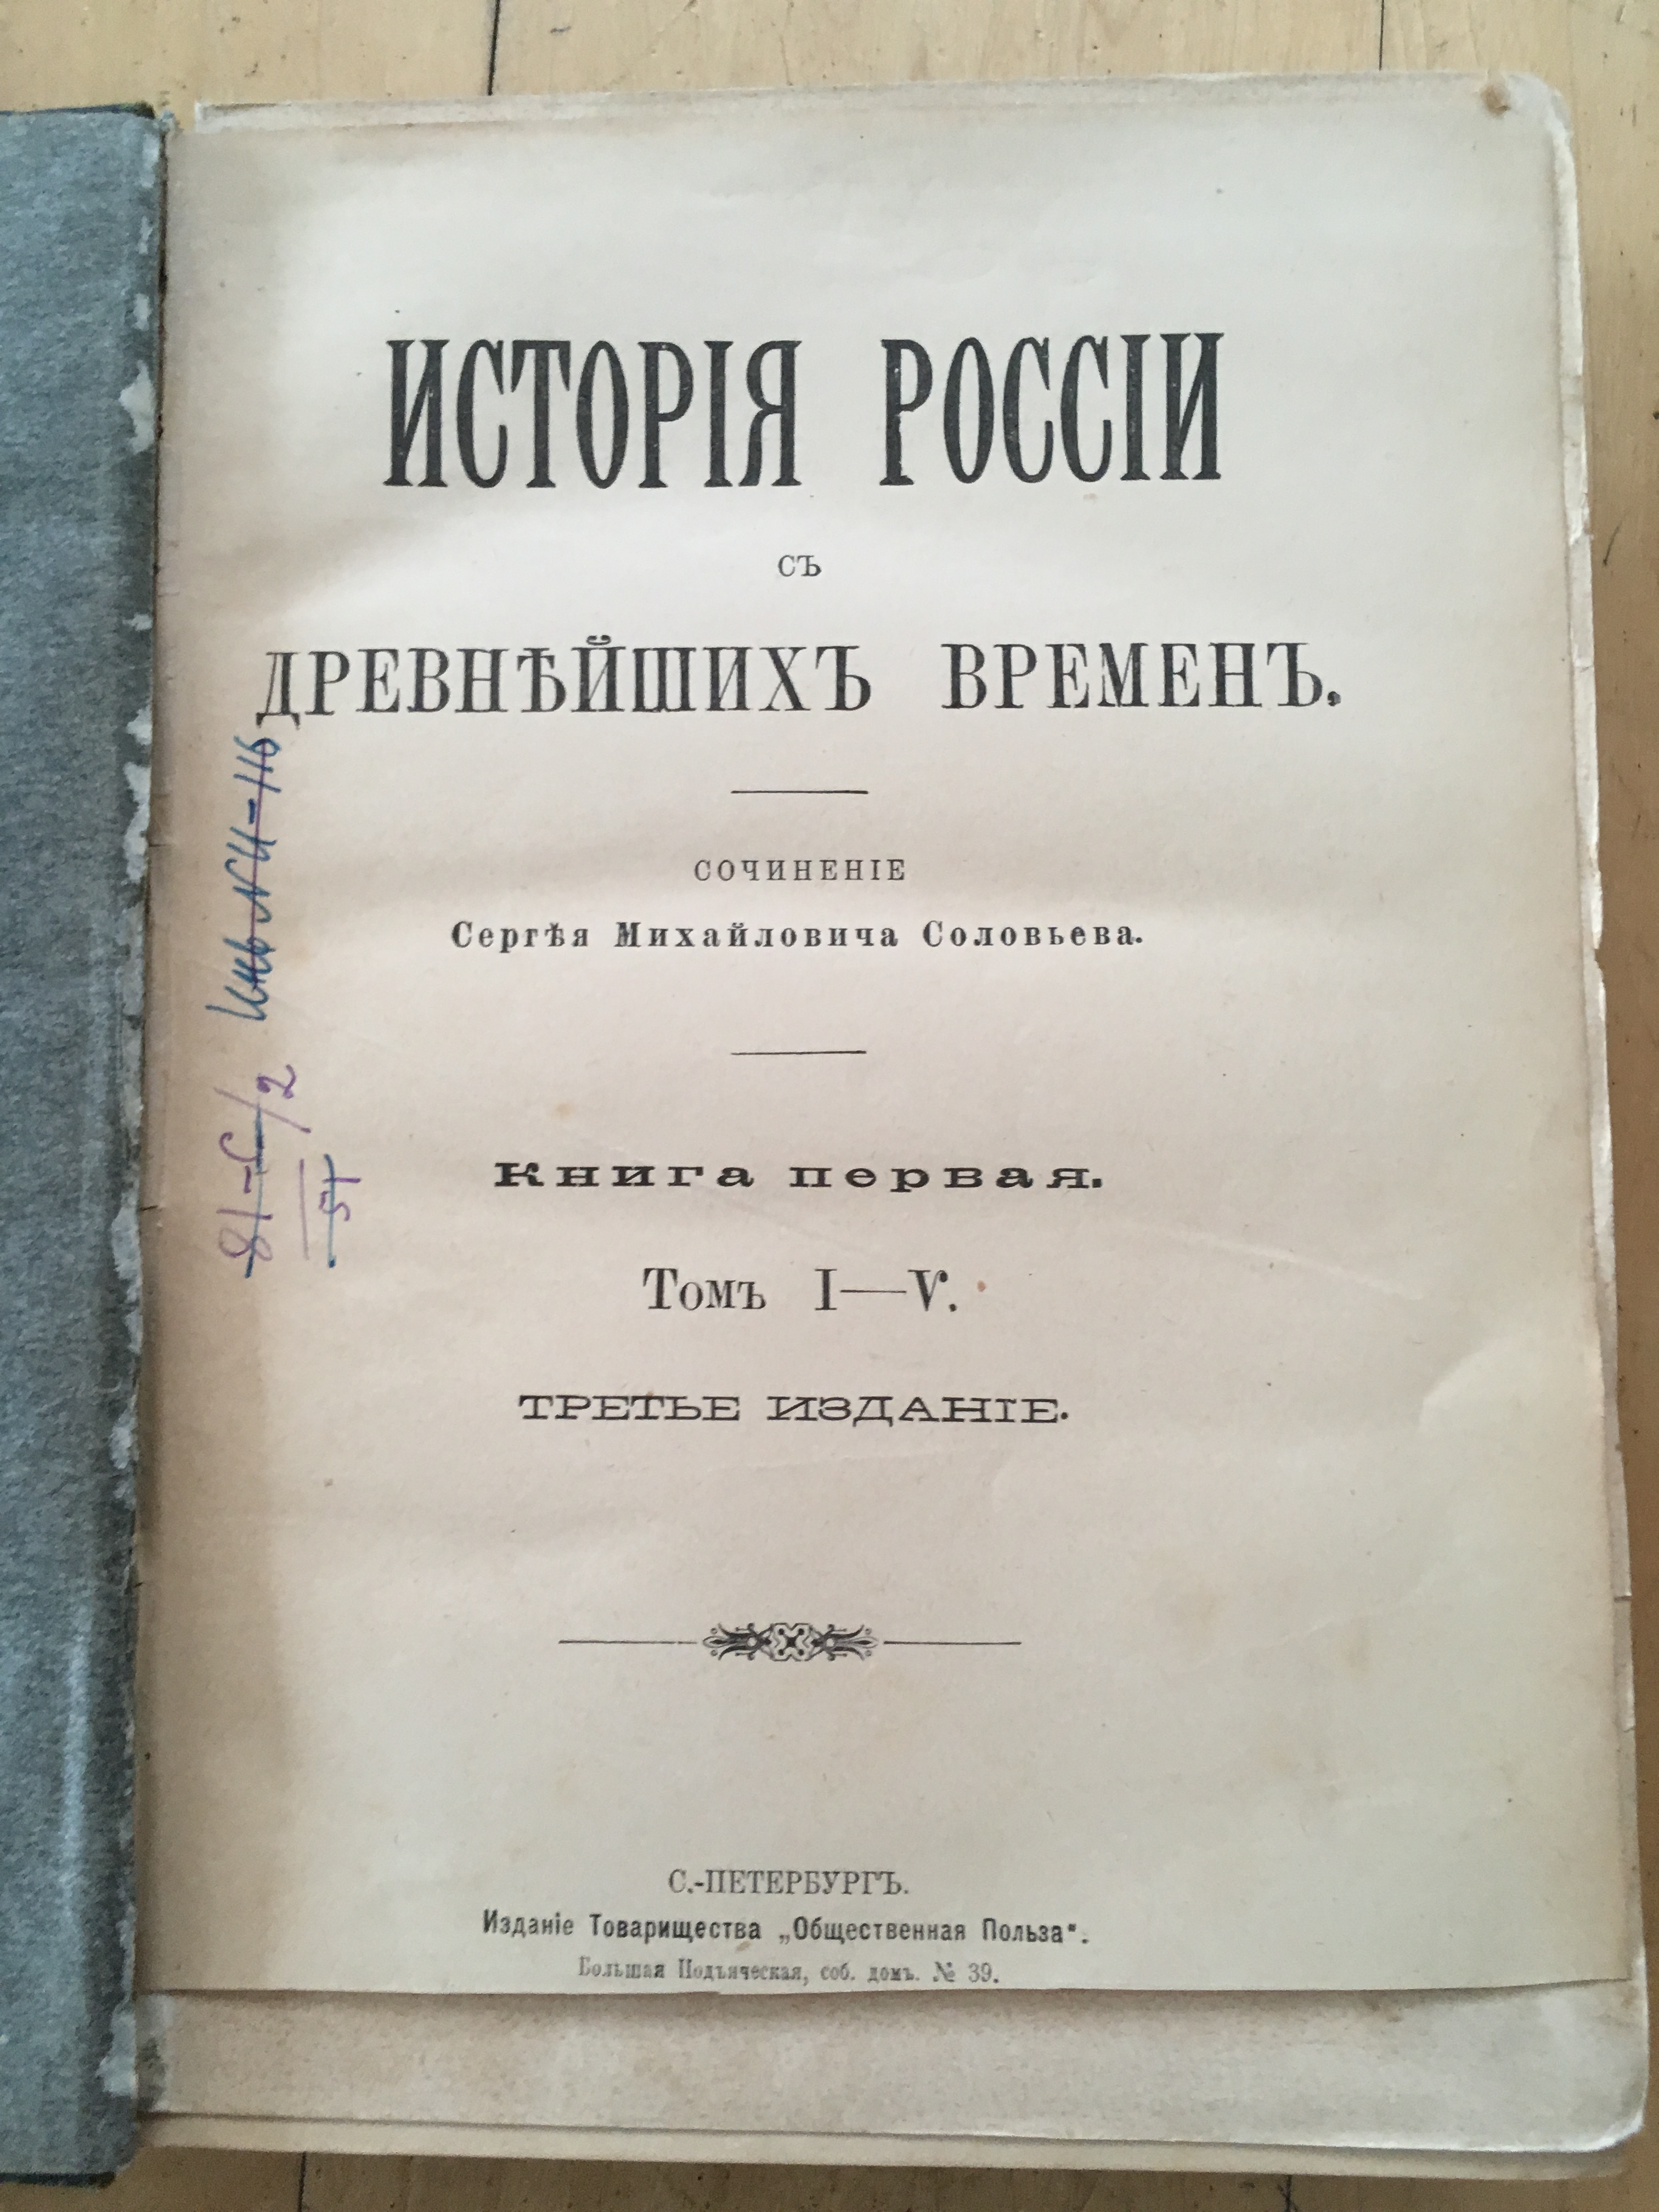 ИСТОРІЯ РОССІИ
СЪ
ДРЕВНѢЙШИХЪ ВРЕМЕНЪ.
СОЧИНЕНІЕ
Сергѣя Михайловича Соловьева.
Книга первая.
Томъ I—V.
ТРЕТЬЕ ИЗДАНІЕ.
С.-ПЕТЕРБУРГЪ.
Изданіе Товарищества „Общественная Польза“.
Большая Подъяческая, соб. домъ. № 39.